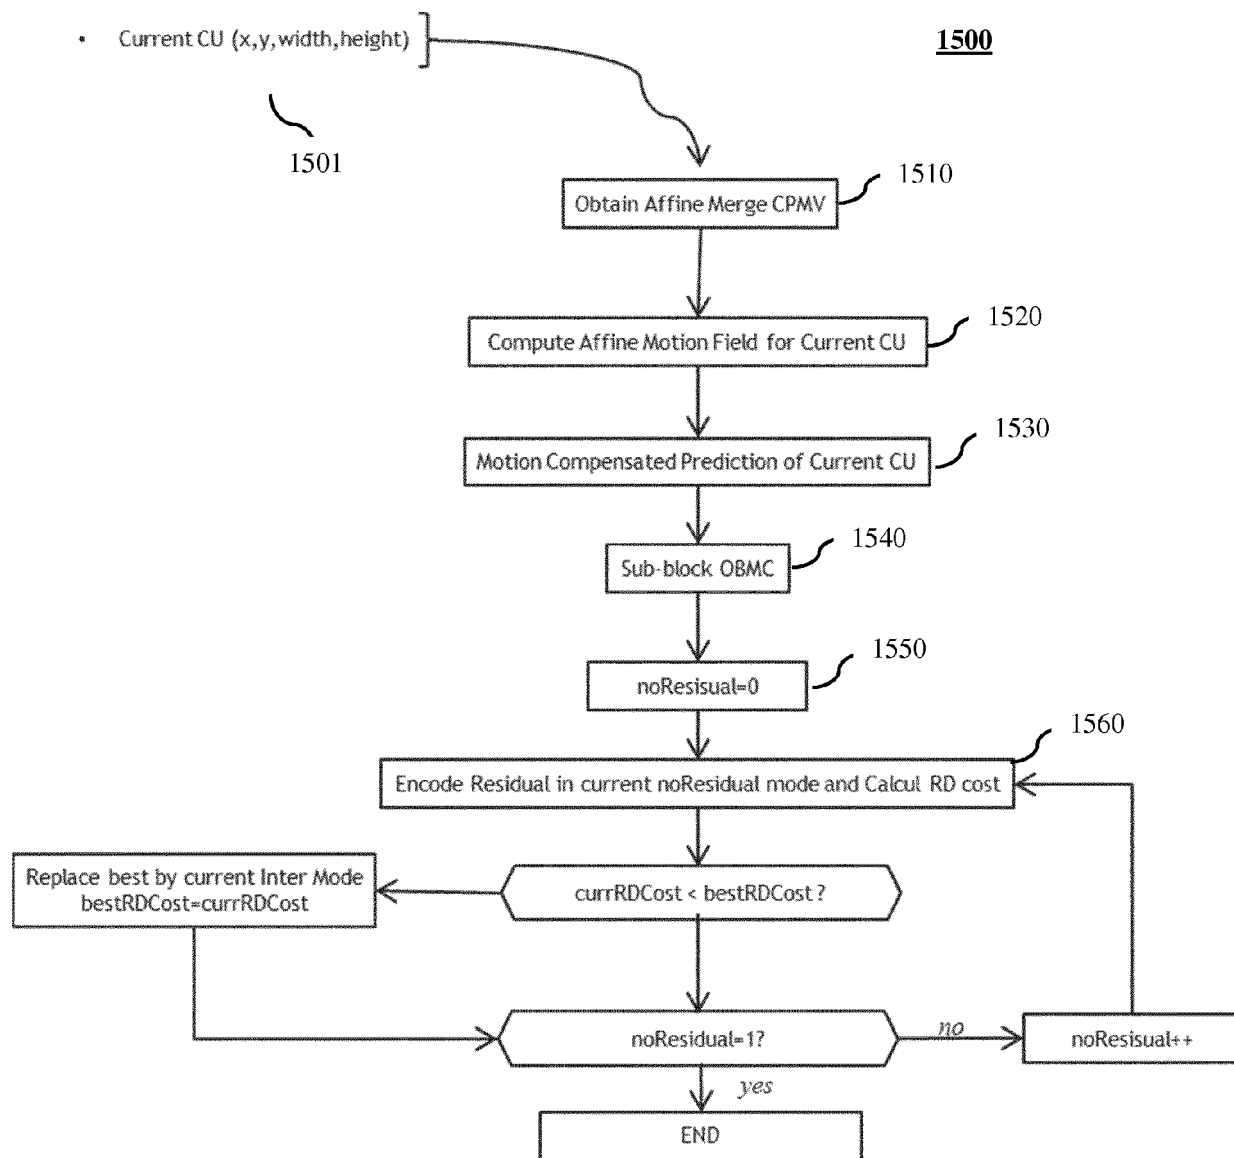 • Current CU (x,y,width,height)
1500
1501
1510
Obtain Affine Merge CPMV
1520
Compute Affine Motion Field for Current CU
1530
Motion Compensated Prediction of Current CU
1540
Sub-block OBMC
1550
noResisual=0
1560
Encode Residual in current noResidual mode and Calcul RD cost
Replace best by current Inter Mode
bestRDCost=currRDCost
currRDCost < bestRDCost ?
noResidual=1?
no
noResisual++
yes
END